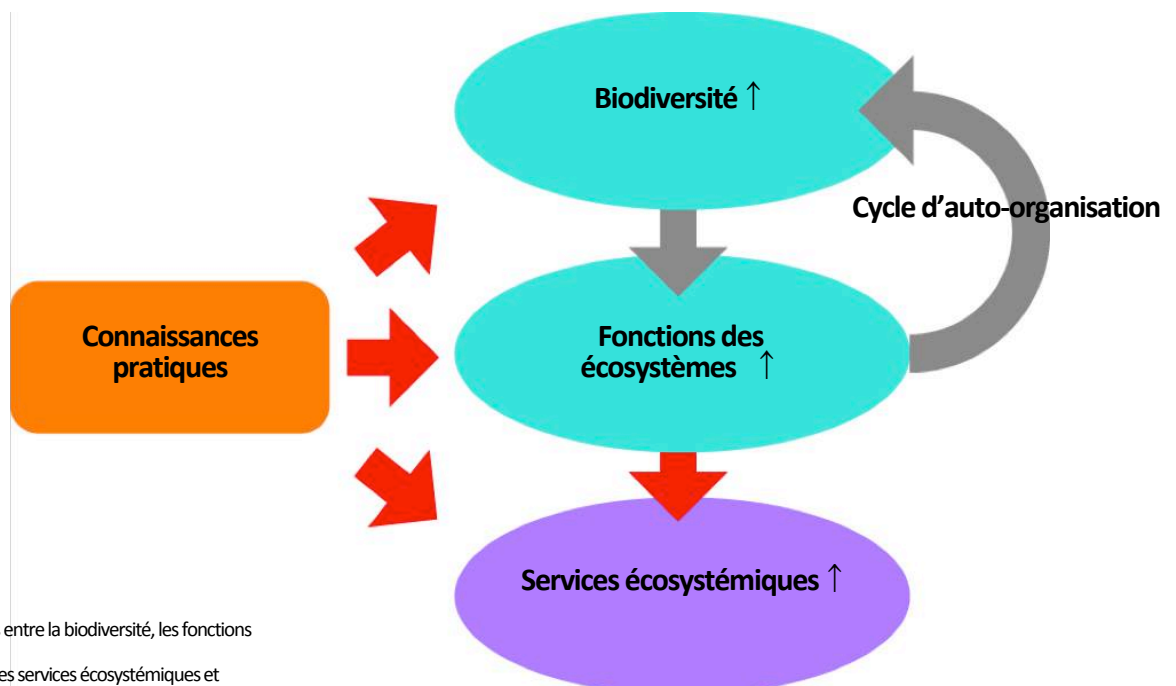 Biodiversité ↑
Cycle d’auto-organisation
Connaissances
pratiques
Fonctions des
écosystèmes ↑
Services écosystémiques ↑
entre la biodiversité, les fonctions
es services écosystémiques et